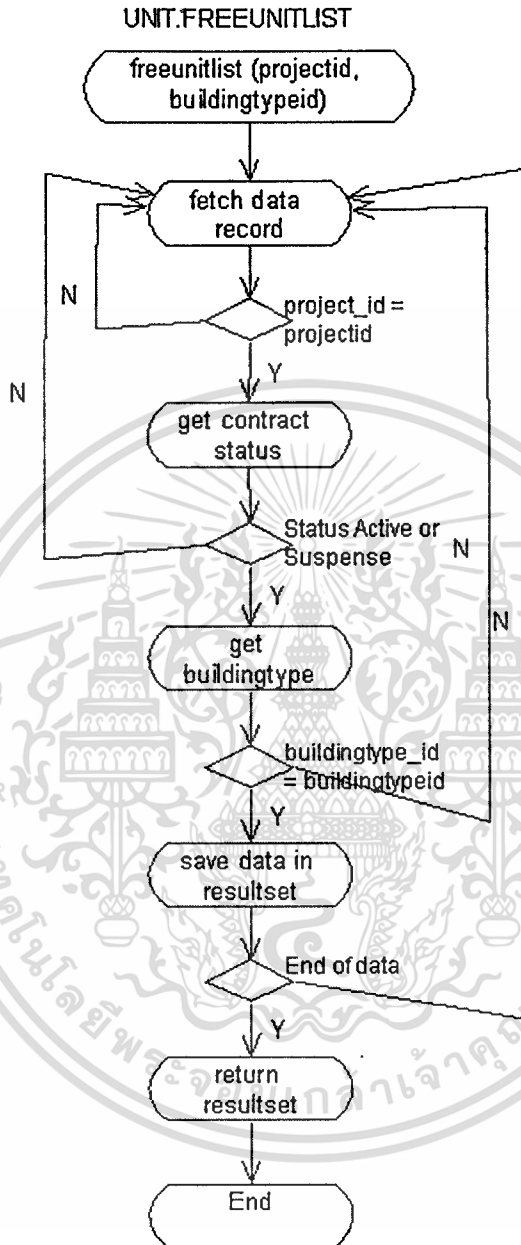 UNIT.FREEUNITLIST
freeunitlist (projectid,
buildingtypeid)
fetch data
record
N
project_id =
projectid
Y
N
get contract
status
Status Active or
Suspense
N
Y
N
get
buildingtype
buildingtype_id
= buildingtypeid
Y
save data in
resultset
End of data
Y
return
resultset
End